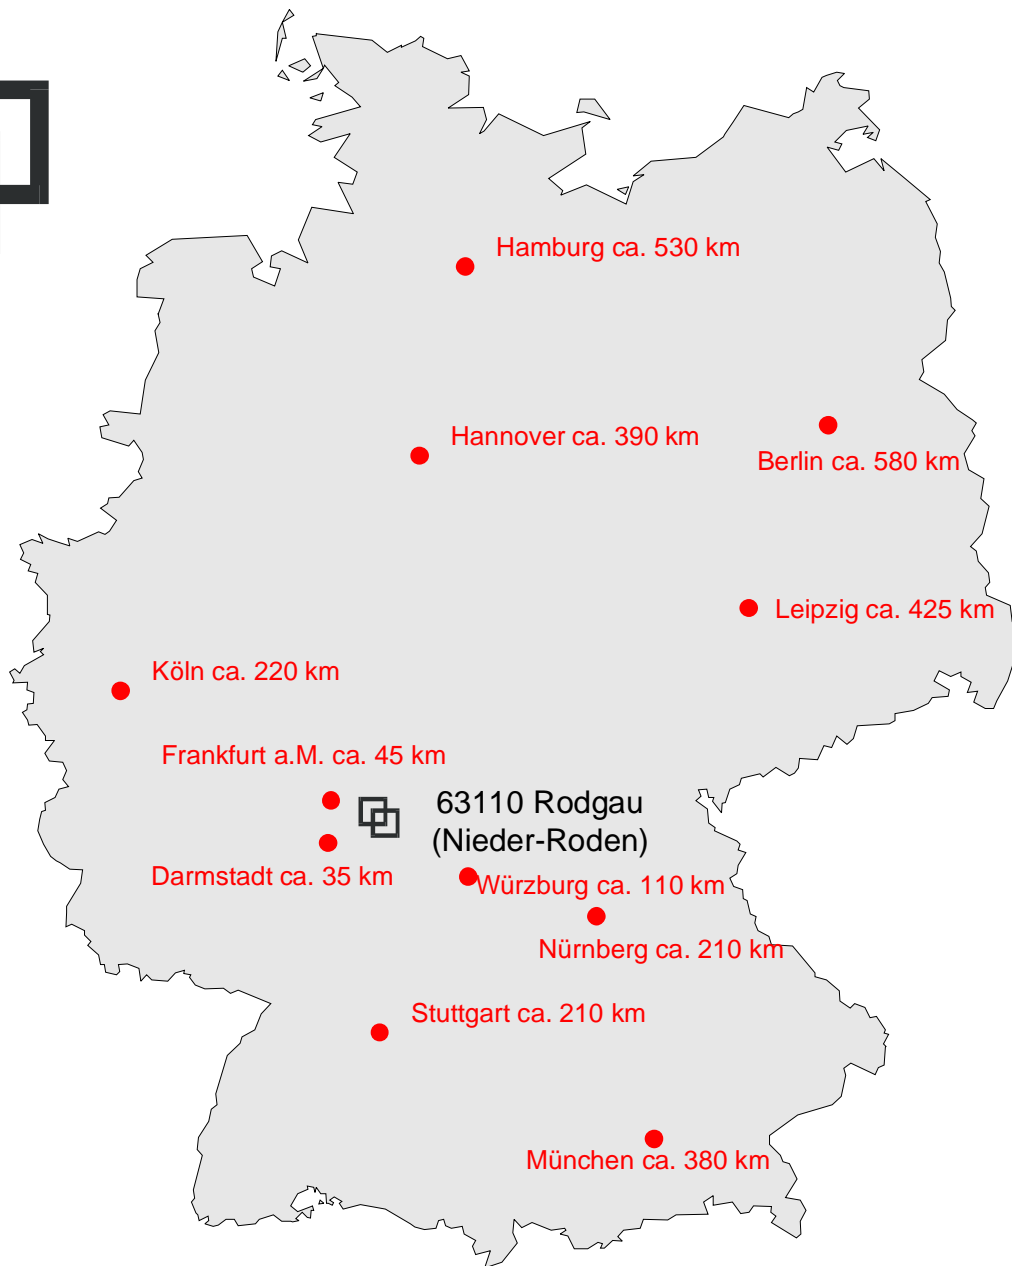 Hamburg ca. 530 km
Hannover ca. 390 km
Berlin ca. 580 km
Leipzig ca. 425 km
Köln ca. 220 km
Frankfurt a.M. ca. 45 km
63110 Rodgau
(Nieder-Roden)
Darmstadt ca. 35 km
Würzburg ca. 110 km
Nürnberg ca. 210 km
Stuttgart ca. 210 km
München ca. 380 km